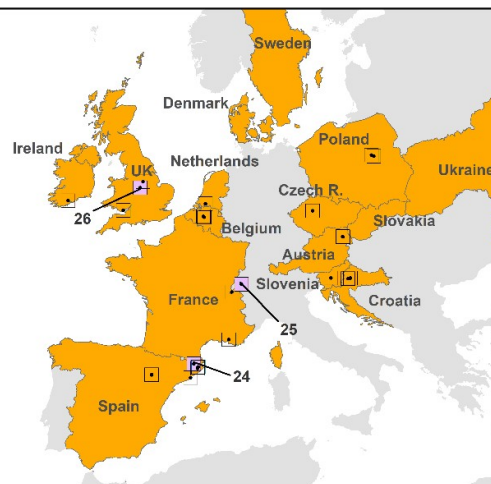 Sweden
Denmark
Poland
Ireland
UK
Netherlands
Ukraine
Czech R.
26
Belgium
Slovakia
Austria
Slovenia
France
Croatia
25
24
Spain